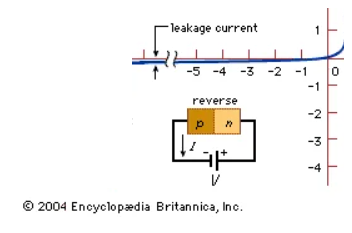 leakage current
1
-5 -4 -3 -2 -1 0
-1
reverse
-2
p n
-3
I - +
-4
V
© 2004 Encyclopædia Britannica, Inc.